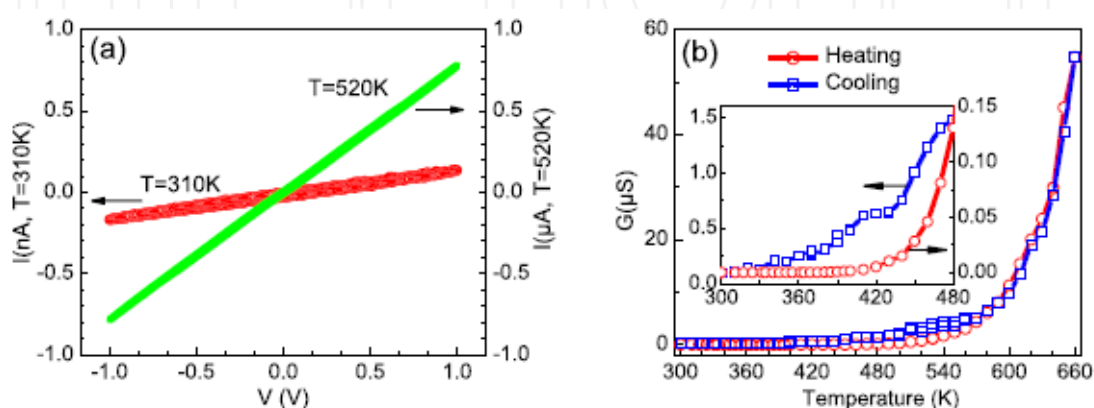 (a)
T=520K
T=310K
I(nA, T=310K)
1.0
0.5
0.0
-0.5
-1.0
I(μA, T=520K)
1.0
0.5
0.0
-0.5
-1.0
-1.0 -0.5 0.0 0.5 1.0
V (V)
(b)
Heating
Cooling
G(μS)
60
40
20
0
1.5
1.0
0.5
0.0
0.15
0.10
0.05
0.00
300 360 420 480
300 360 420 480 540 600 660
Temperature (K)